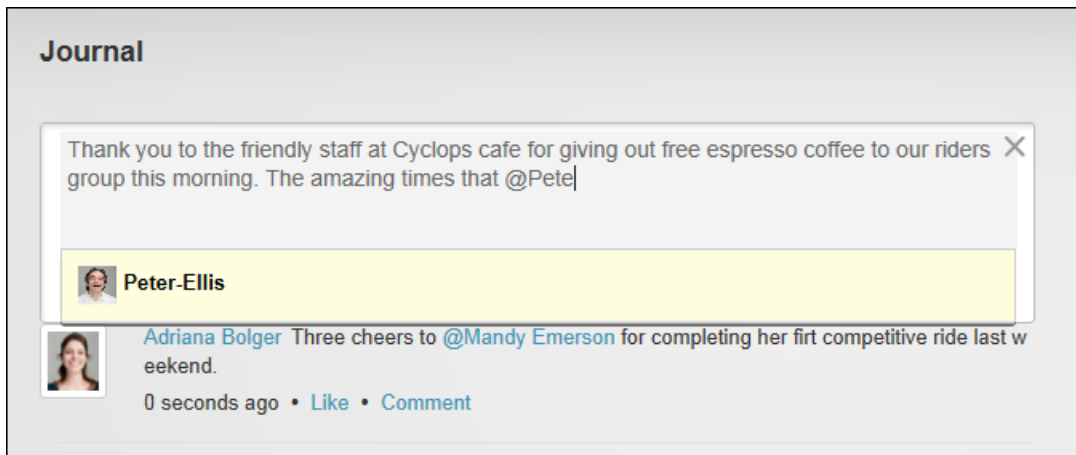 Journal
Thank you to the friendly staff at Cyclops cafe for giving out free espresso coffee to our riders
group this morning. The amazing times that @Pete
Peter-Ellis
Adriana Bolger Three cheers to @Mandy Emerson for completing her firt competitive ride last w
eekend.
0 seconds ago • Like • Comment